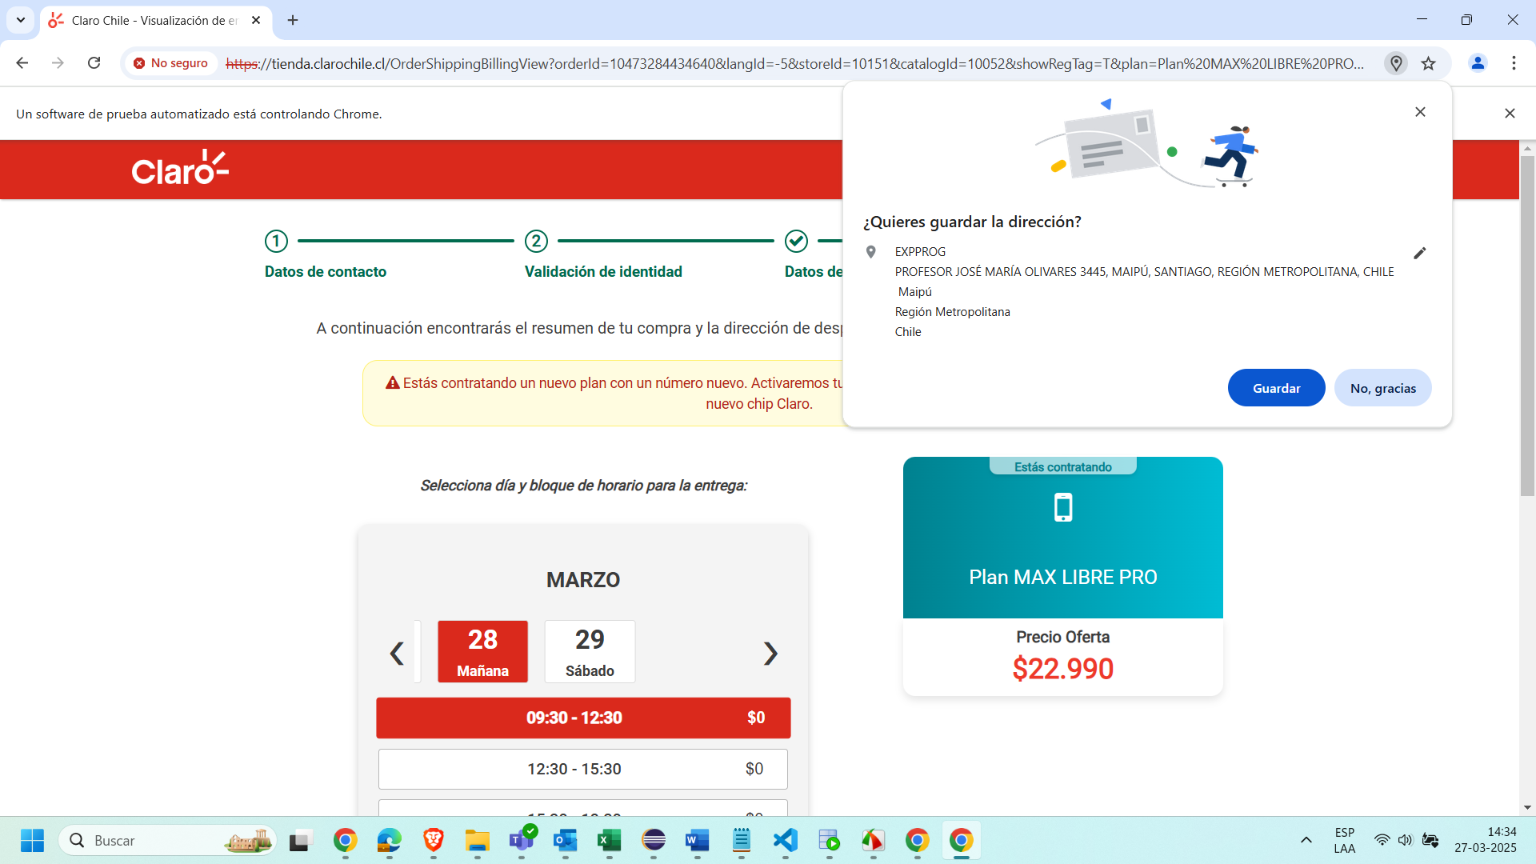 Claro Chile - Visualización de e
No seguro
https://tienda.clarochile.cl/OrderShippingBillingView?orderId=10473284434640&langId=-5&storeId=10151&catalogId=10052&showRegTag=T&plan=Plan%20MAX%20LIBRE%20PRO...
Un software de prueba automatizado está controlando Chrome.
Claro
¿Quieres guardar la dirección?
EXPPROG
PROFESOR JOSÉ MARÍA OLIVARES 3445, MAIPÚ, SANTIAGO, REGIÓN METROPOLITANA, CHILE
Maipú
Región Metropolitana
Chile
Guardar
No, gracias
1
2
Datos de contacto
Validación de identidad
Datos de
A continuación encontrarás el resumen de tu compra y la dirección de des
Estás contratando un nuevo plan con un número nuevo. Activaremos tu
nuevo chip Claro.
Selecciona día y bloque de horario para la entrega:
MARZO
28
Mañana
29
Sábado
09:30 - 12:30 $0
12:30 - 15:30 $0
Estás contratando
Plan MAX LIBRE PRO
Precio Oferta
$22.990
Buscar
ESP
LAA
14:34
27-03-2025